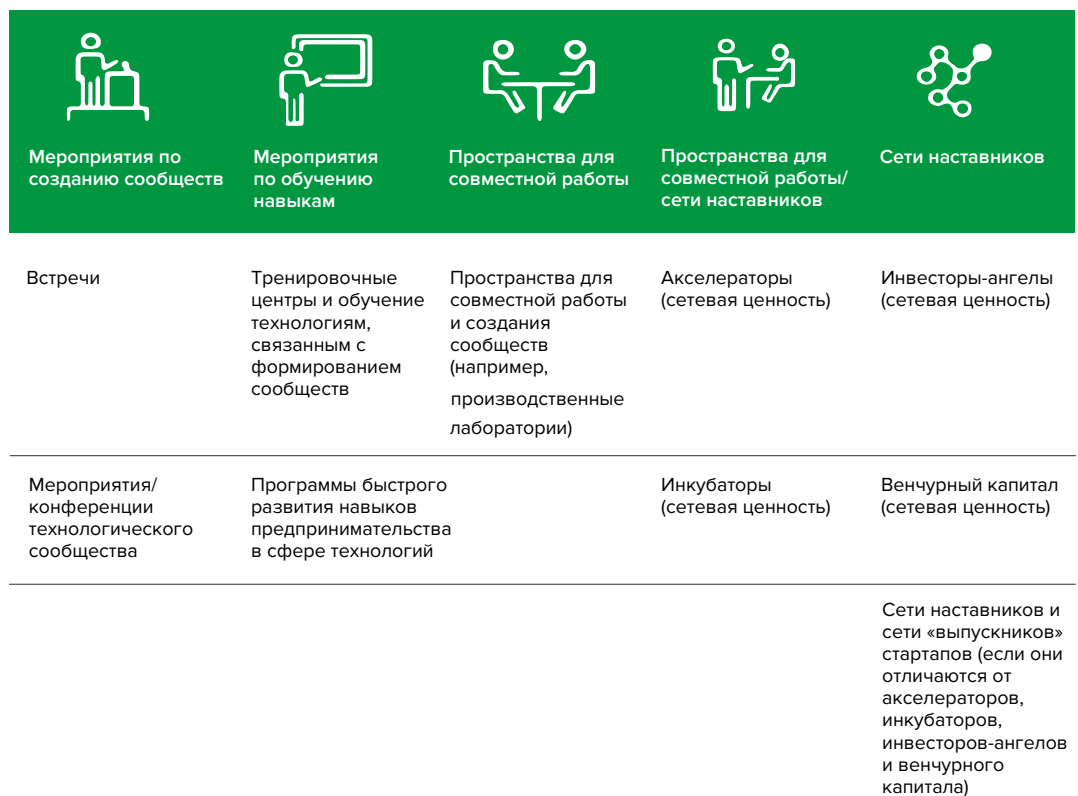 Мероприятия по
созданию сообществ
Мероприятия
по обучению
навыкам
Пространства для
совместной работы
Пространства для
совместной работы/
сети наставников
Сети наставников
Встречи
Тренировочные
центры и обучение
технологиям,
связанным с
формированием
сообществ
Пространства для
совместной работы
и создания
сообществ
(например,
производственные
лаборатории)
Акселераторы
(сетевая ценность)
Инвесторы-ангелы
(сетевая ценность)
Мероприятия/
конференции
технологического
сообщества
Программы быстрого
развития навыков
предпринимательства
в сфере технологий
Инкубаторы
(сетевая ценность)
Венчурный капитал
(сетевая ценность)
Сети наставников и
сети «выпускников»
стартапов (если они
отличаются от
акселераторов,
инкубаторов,
инвесторов-ангелов
и венчурного
капитала)